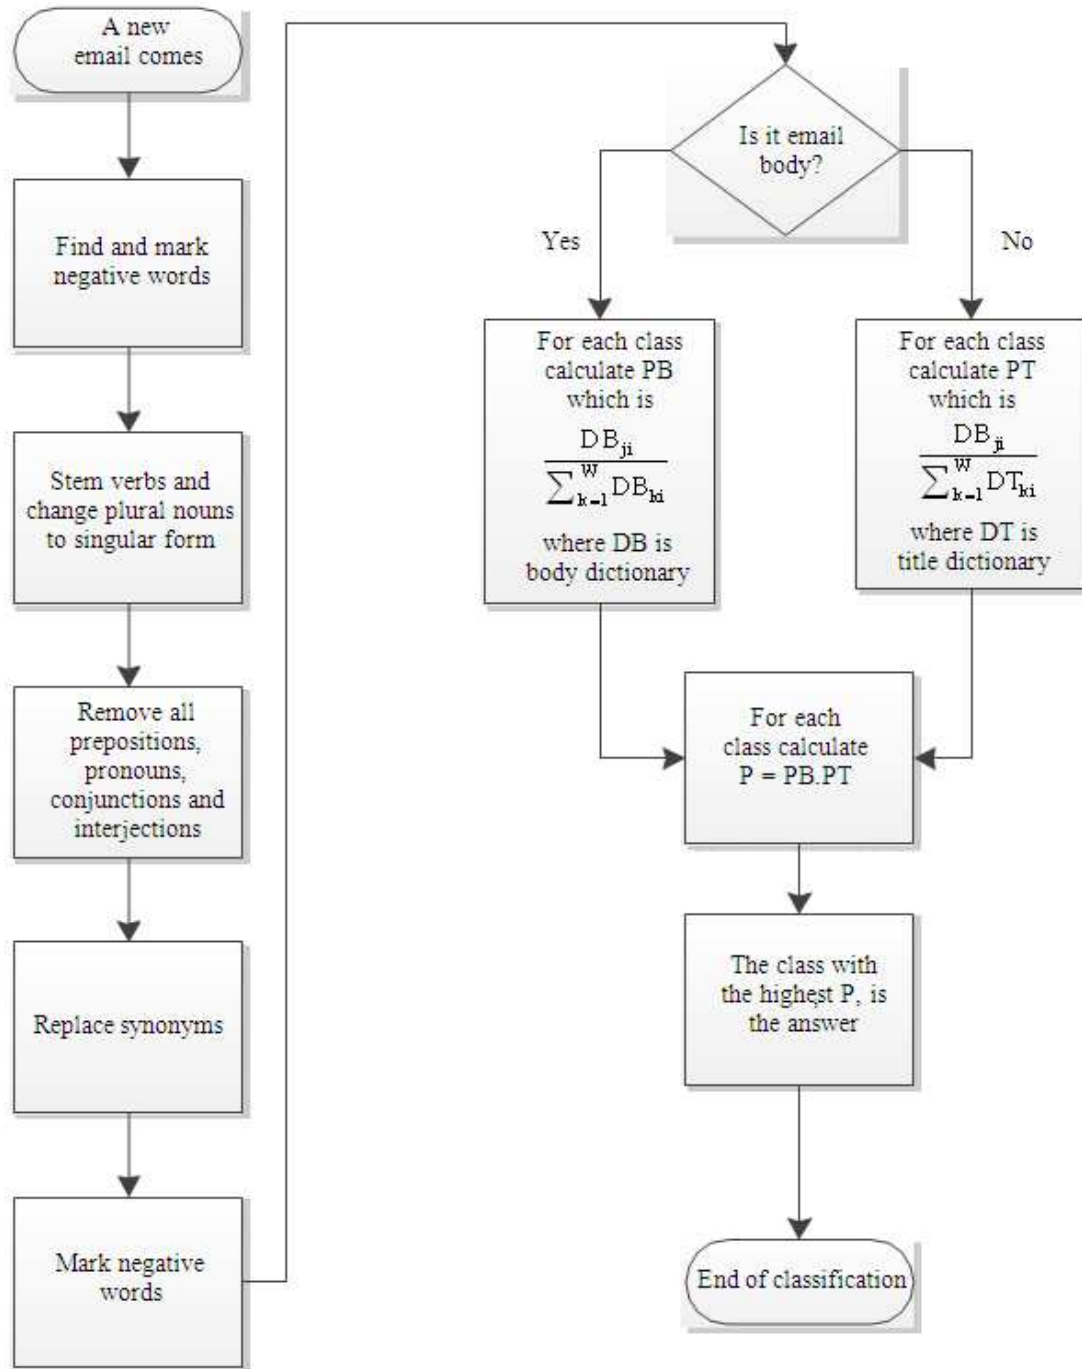 A new
email comes
Find and mark
negative words
Stem verbs and
change plural nouns
to singular form
Remove all
prepositions,
pronouns,
conjunctions and
interjections
Replace synonyms
Mark negative
words
Is it email
body?
Yes
No
For each class
calculate PB
which is
DB_ji
∑_{k=1}^{W} DB_ki
where DB is
body dictionary
For each class
calculate PT
which is
DB_ji
∑_{k=1}^{W} DT_ki
where DT is
title dictionary
For each
class calculate
P = PB.PT
The class with
the highest P, is
the answer
End of classification